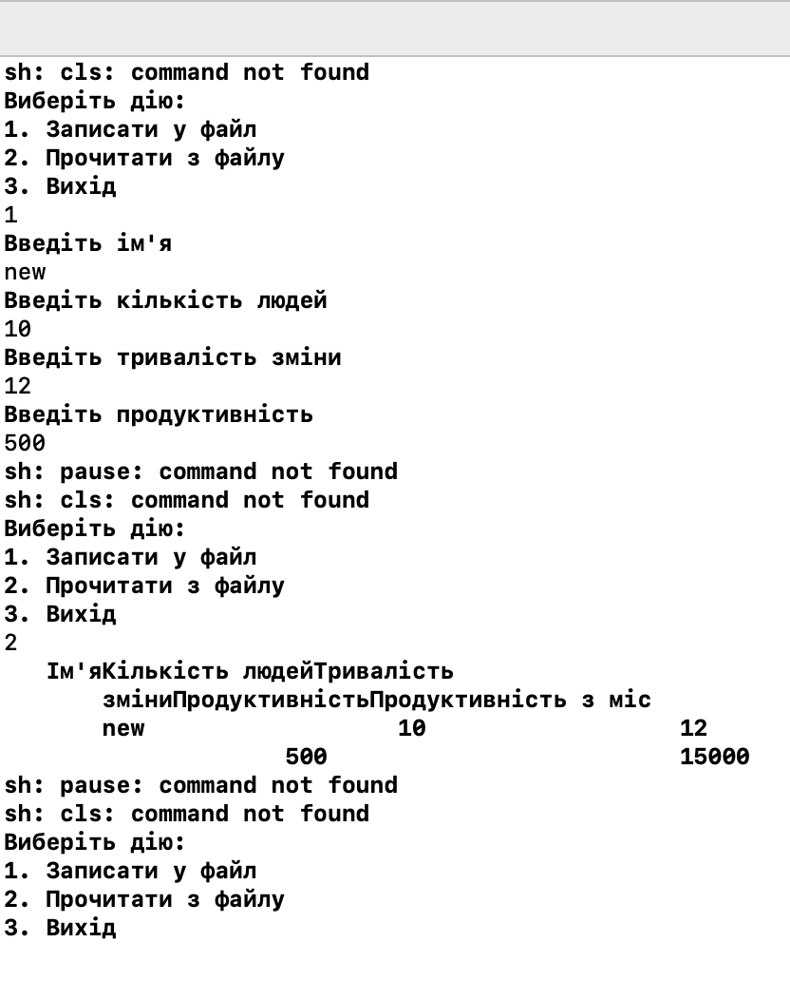 sh: cls: command not found
Виберіть дію:
1. Записати у файл
2. Прочитати з файлу
3. Вихід
1
Введіть ім'я
new
Введіть кількість людей
10
Введіть тривалість зміни
12
Введіть продуктивність
500
sh: pause: command not found
sh: cls: command not found
Виберіть дію:
1. Записати у файл
2. Прочитати з файлу
3. Вихід
2
Ім'яКількість людейТривалість
зміниПродуктивністьПродуктивність з міс
new 10 12
500 15000
sh: pause: command not found
sh: cls: command not found
Виберіть дію:
1. Записати у файл
2. Прочитати з файлу
3. Вихід